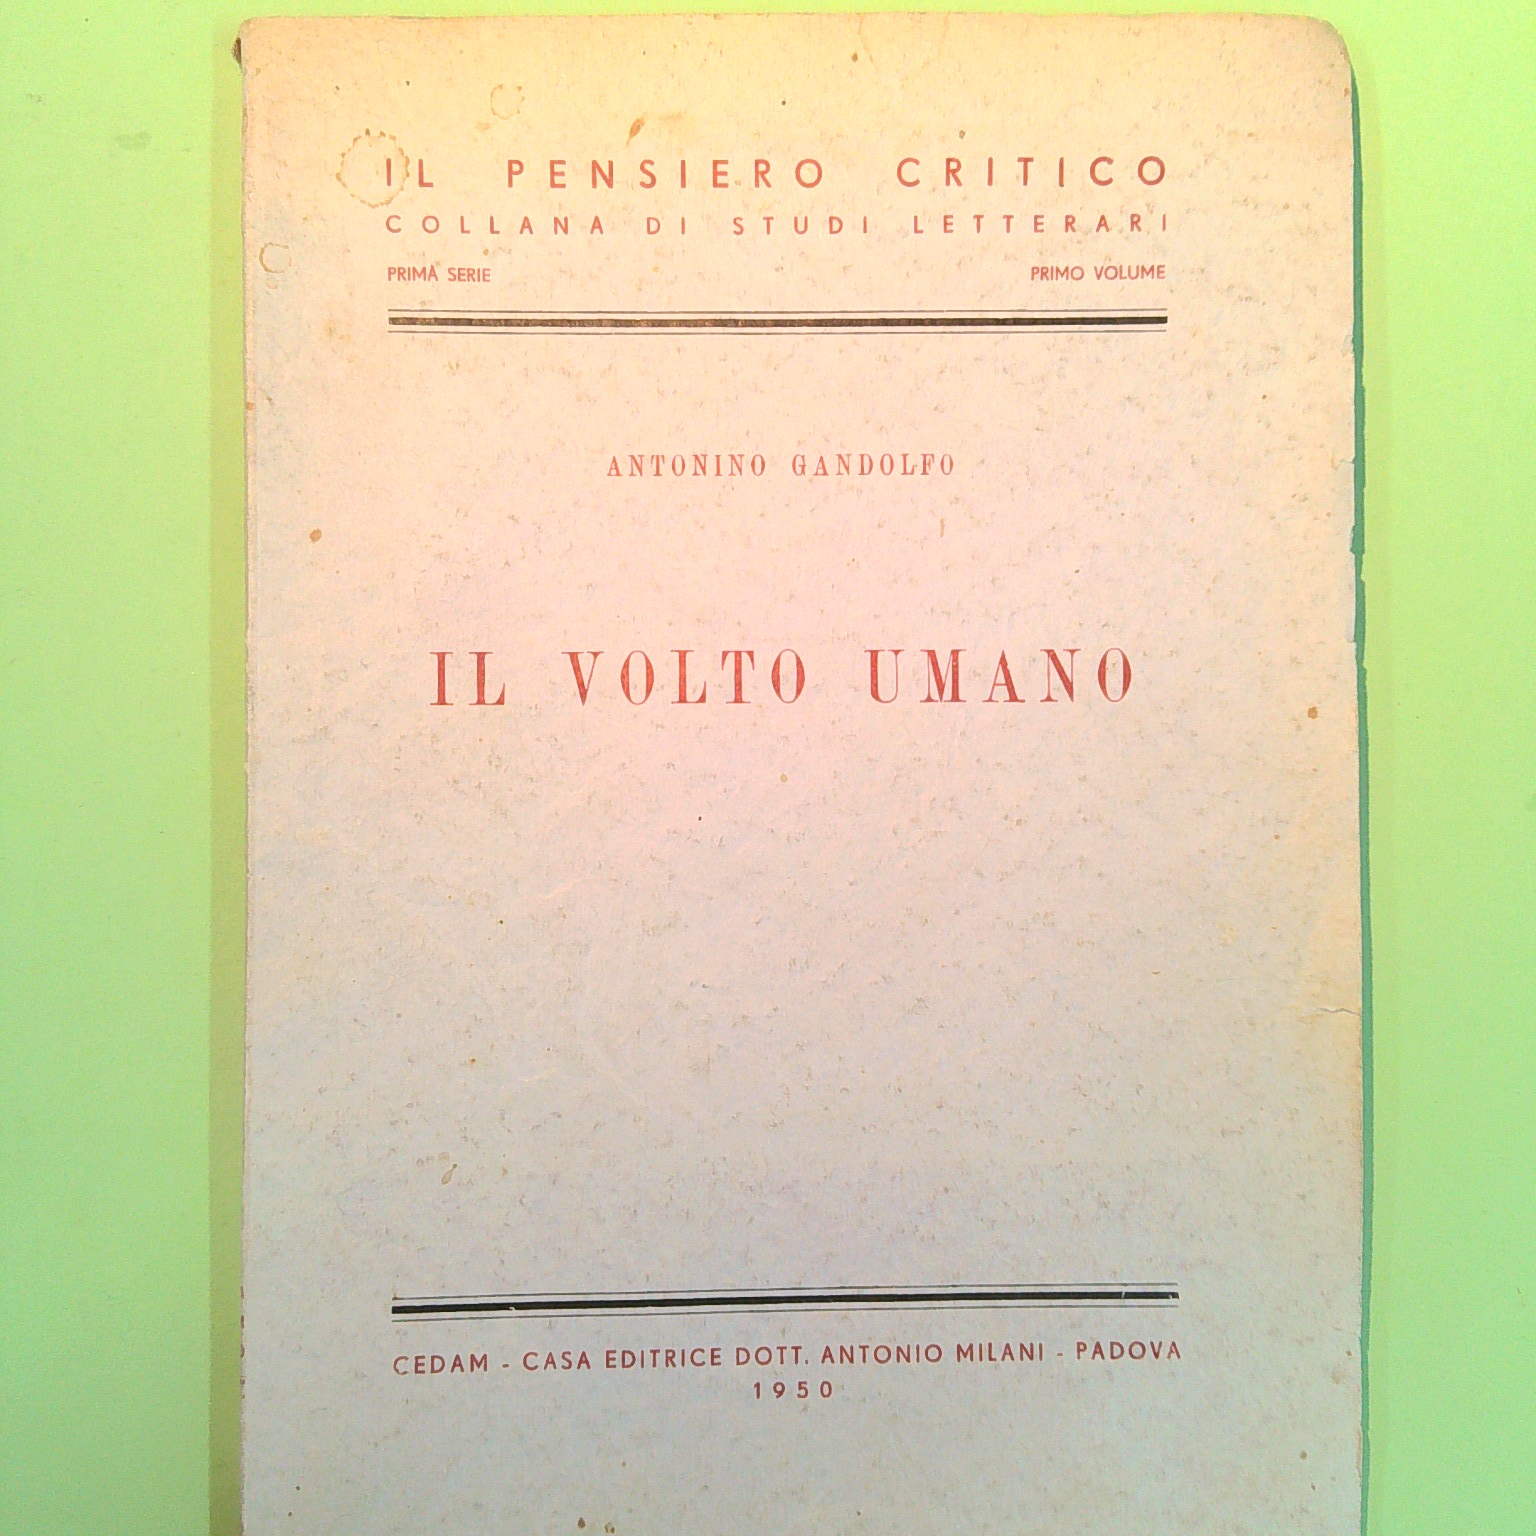 IL PENSIERO CRITICO
COLLANA DI STUDI LETTERARI
PRIMA SERIE PRIMO VOLUME
ANTONINO GANDOLFO
IL VOLTO UMANO
CEDAM - CASA EDITRICE DOTT. ANTONIO MILANI - PADOVA
1950